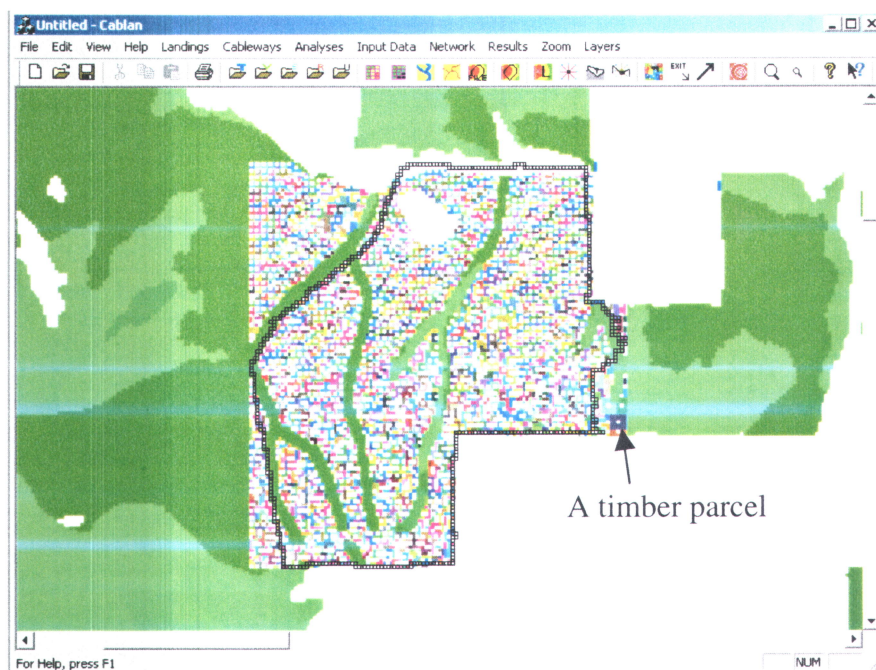 Untitled - Cablan
File Edit View Help Landings Cableways Analyses Input Data Network Results Zoom Layers
EXIT
A timber parcel
For Help, press F1
NUM